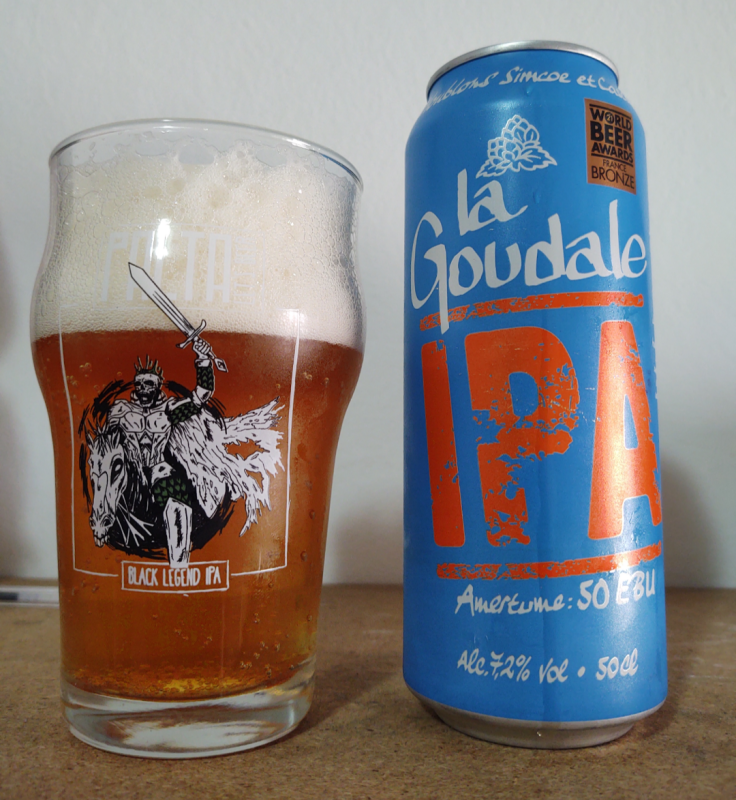 Houblons Simcoe et
WORLD
BEER
AWARDS
FRANCE
BRONZE
la
Goudale
IPA
Amertume: 50 EBU
Alc. 7,2% vol • 50cl
BLACK LEGEND IPA